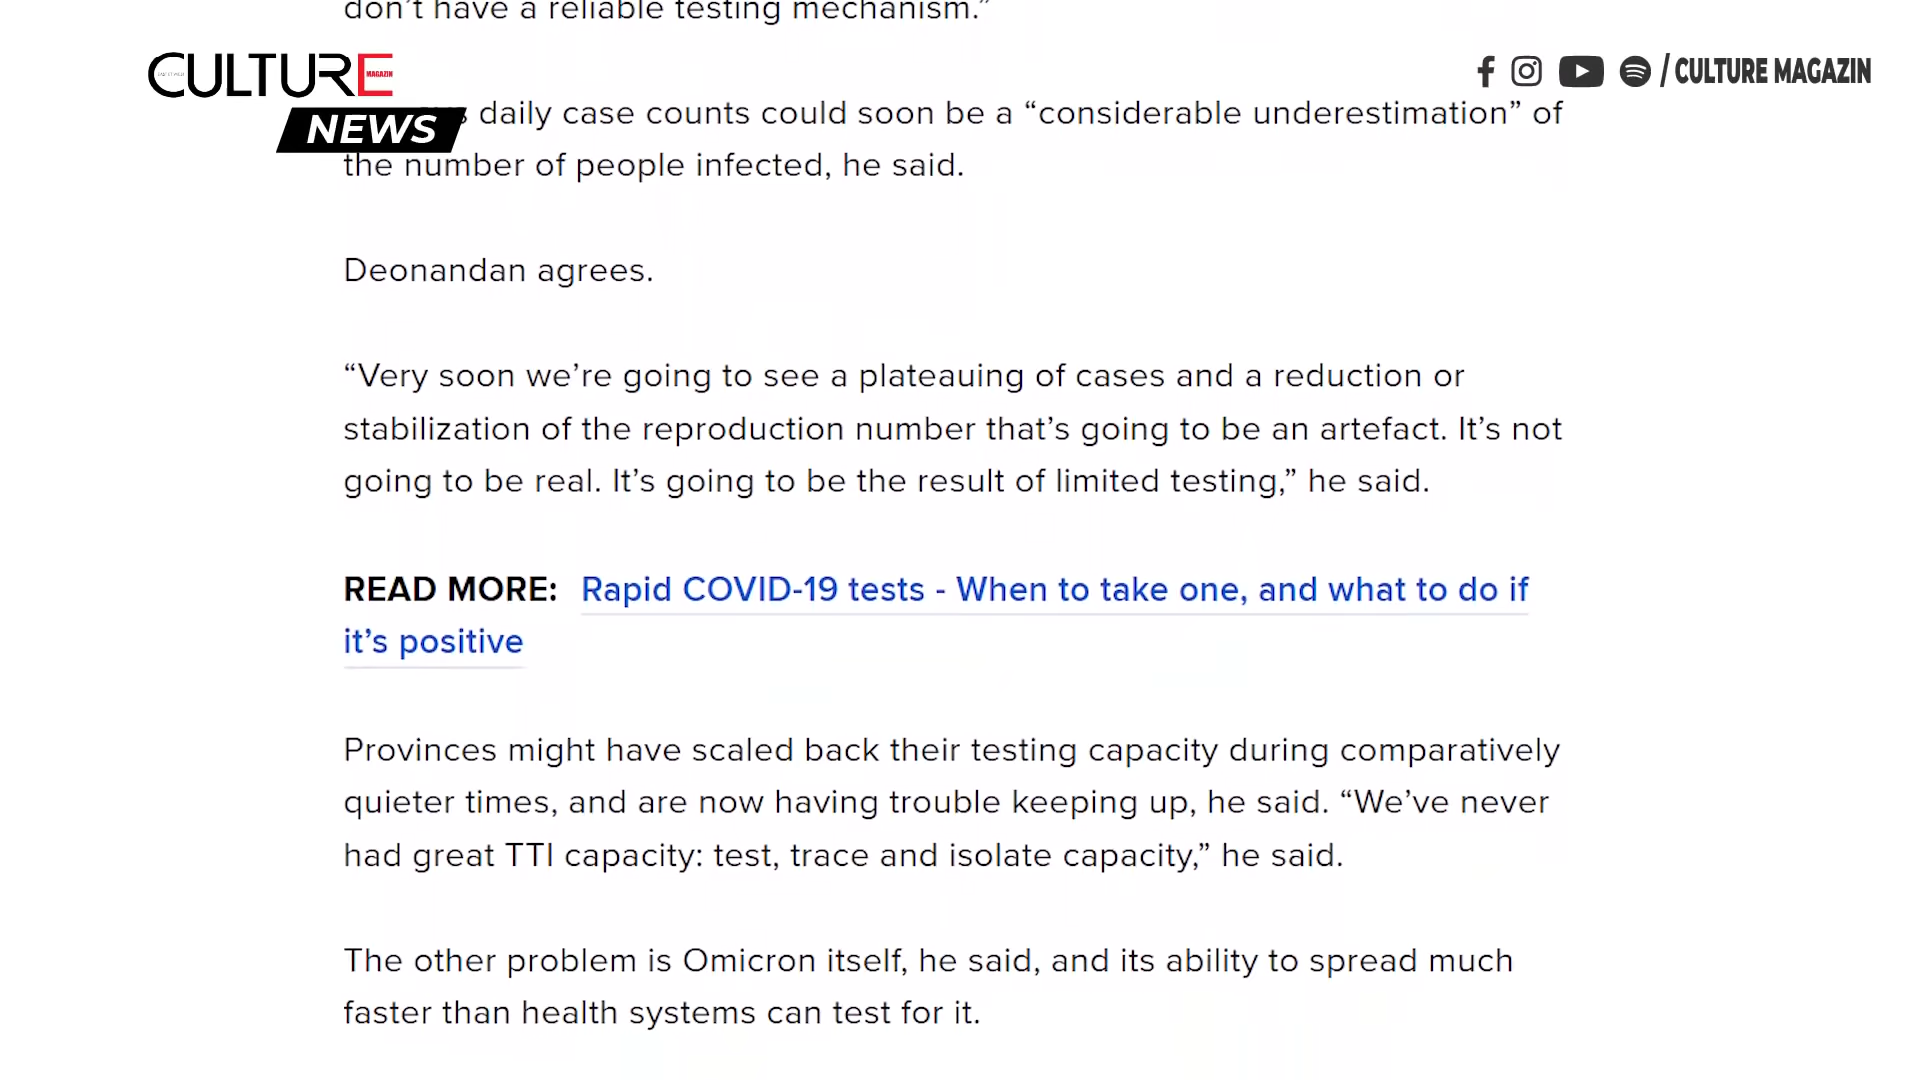 don't have a reliable testing mechanism.”
CULTURE
MAGAZIN
NEWS
/ CULTURE MAGAZIN
daily case counts could soon be a “considerable underestimation” of
the number of people infected, he said.
Deonandan agrees.
“Very soon we’re going to see a plateauing of cases and a reduction or
stabilization of the reproduction number that’s going to be an artefact. It’s not
going to be real. It’s going to be the result of limited testing,” he said.
READ MORE: Rapid COVID-19 tests - When to take one, and what to do if
it’s positive
Provinces might have scaled back their testing capacity during comparatively
quieter times, and are now having trouble keeping up, he said. “We’ve never
had great TTI capacity: test, trace and isolate capacity,” he said.
The other problem is Omicron itself, he said, and its ability to spread much
faster than health systems can test for it.